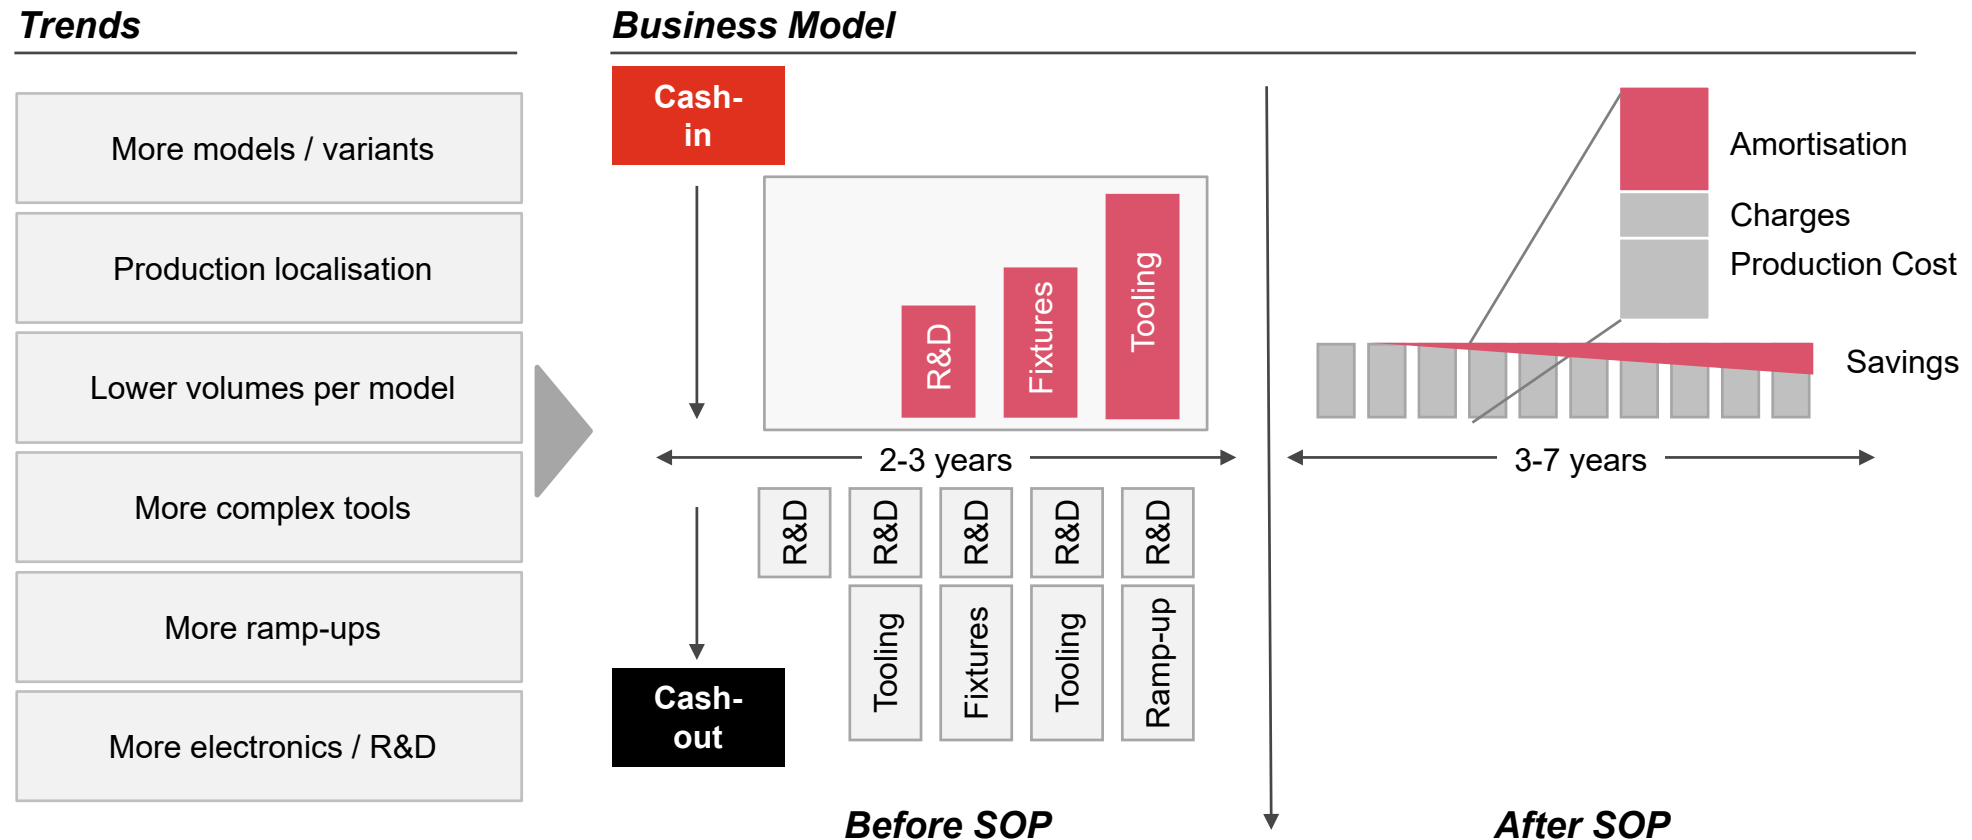 Trends
More models / variants
Production localisation
Lower volumes per model
More complex tools
More ramp-ups
More electronics / R&D
Business Model
Cash-
in
R&D
Fixtures
Tooling
2-3 years
R&D
R&D
R&D
R&D
R&D
Tooling
Fixtures
Tooling
Ramp-up
Cash-
out
Before SOP
Amortisation
Charges
Production Cost
Savings
3-7 years
After SOP